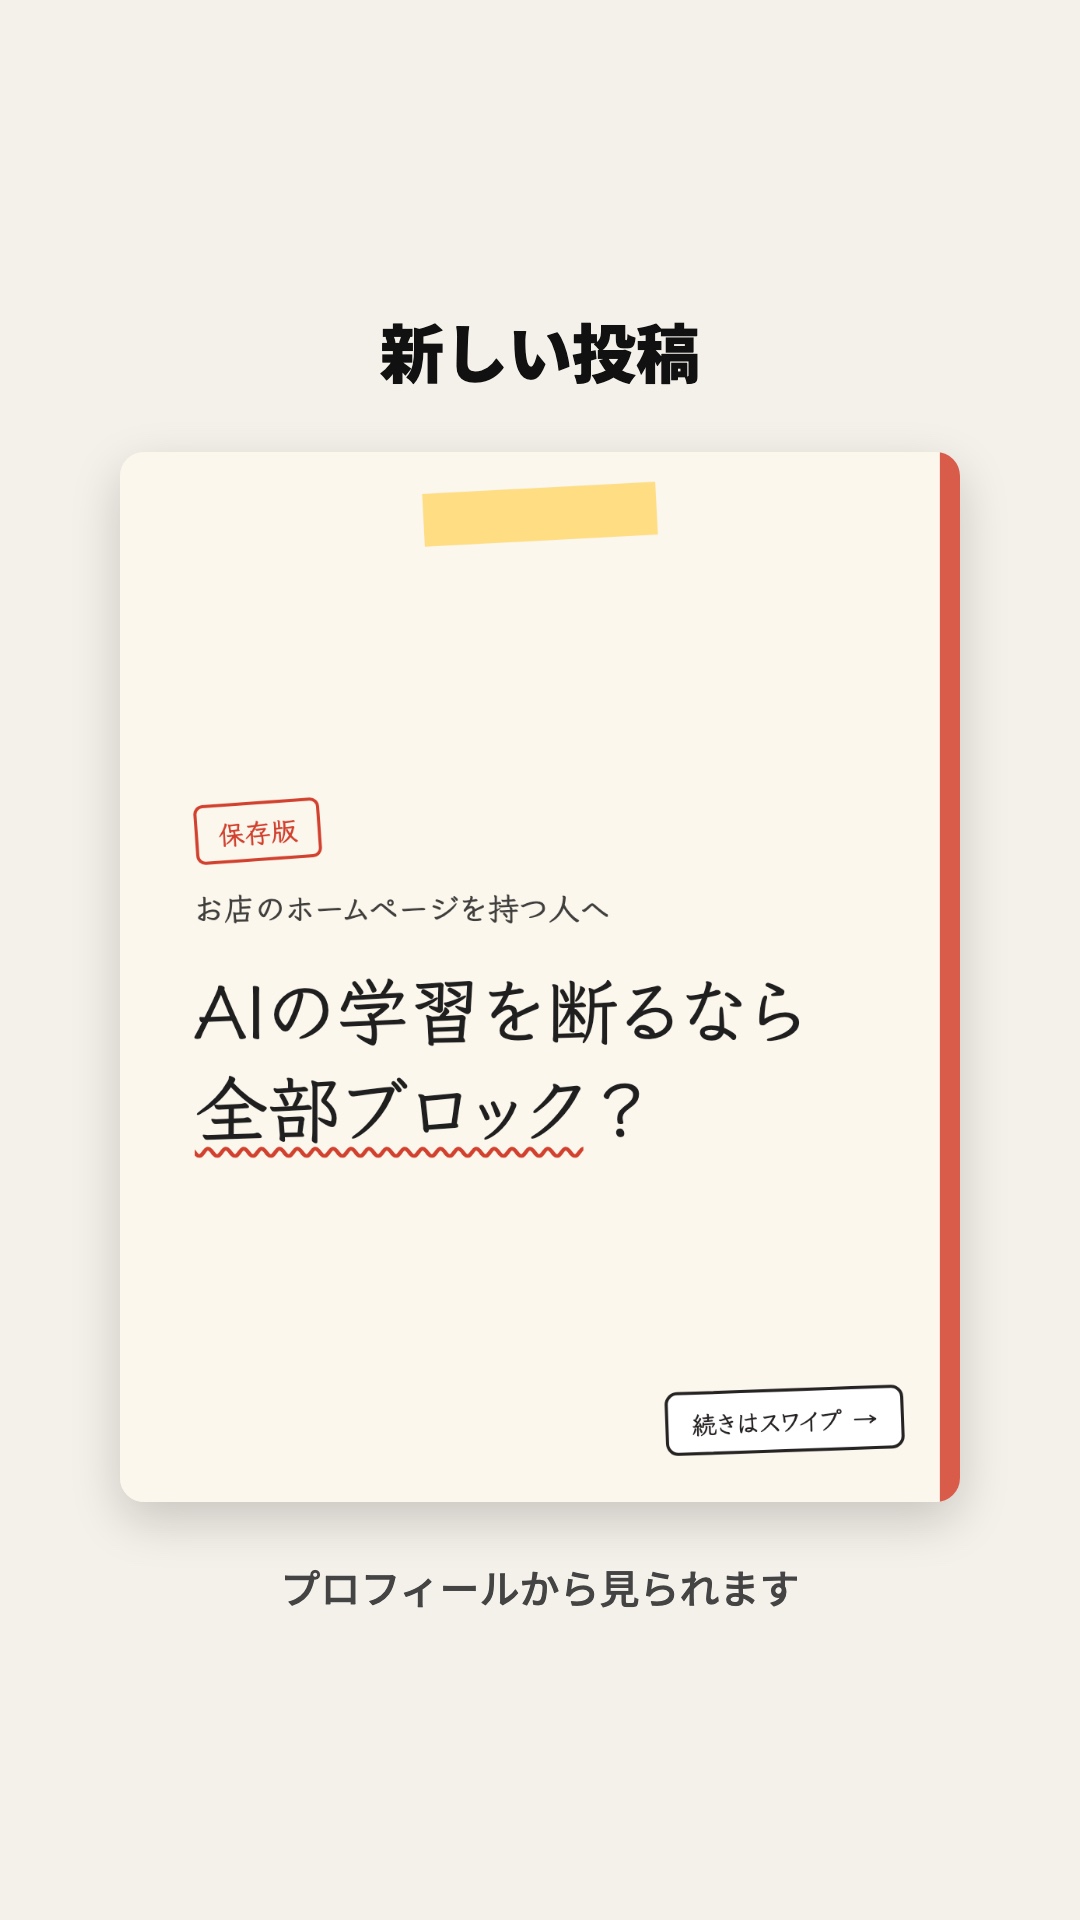 新しい投稿
保存版
お店のホームページを持つ人へ
AIの学習を断るなら
全部ブロック？
続きはスワイプ →
プロフィールから見られます